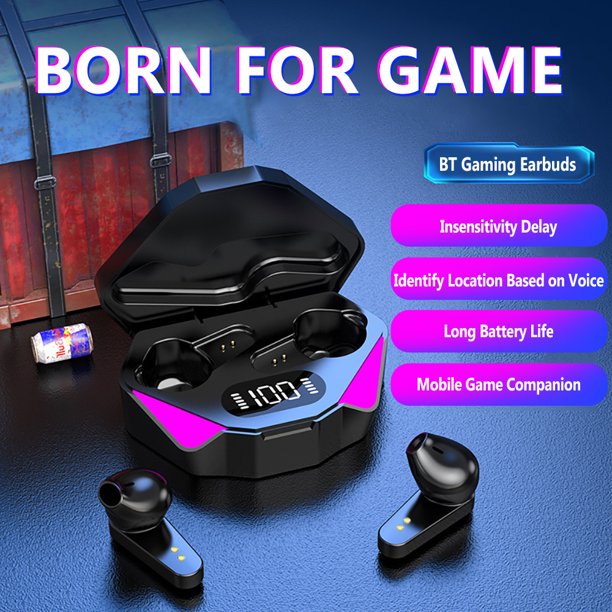 BORN FOR GAME
BT Gaming Earbuds
Insensitivity Delay
Identify Location Based on Voice
Long Battery Life
Mobile Game Companion
100